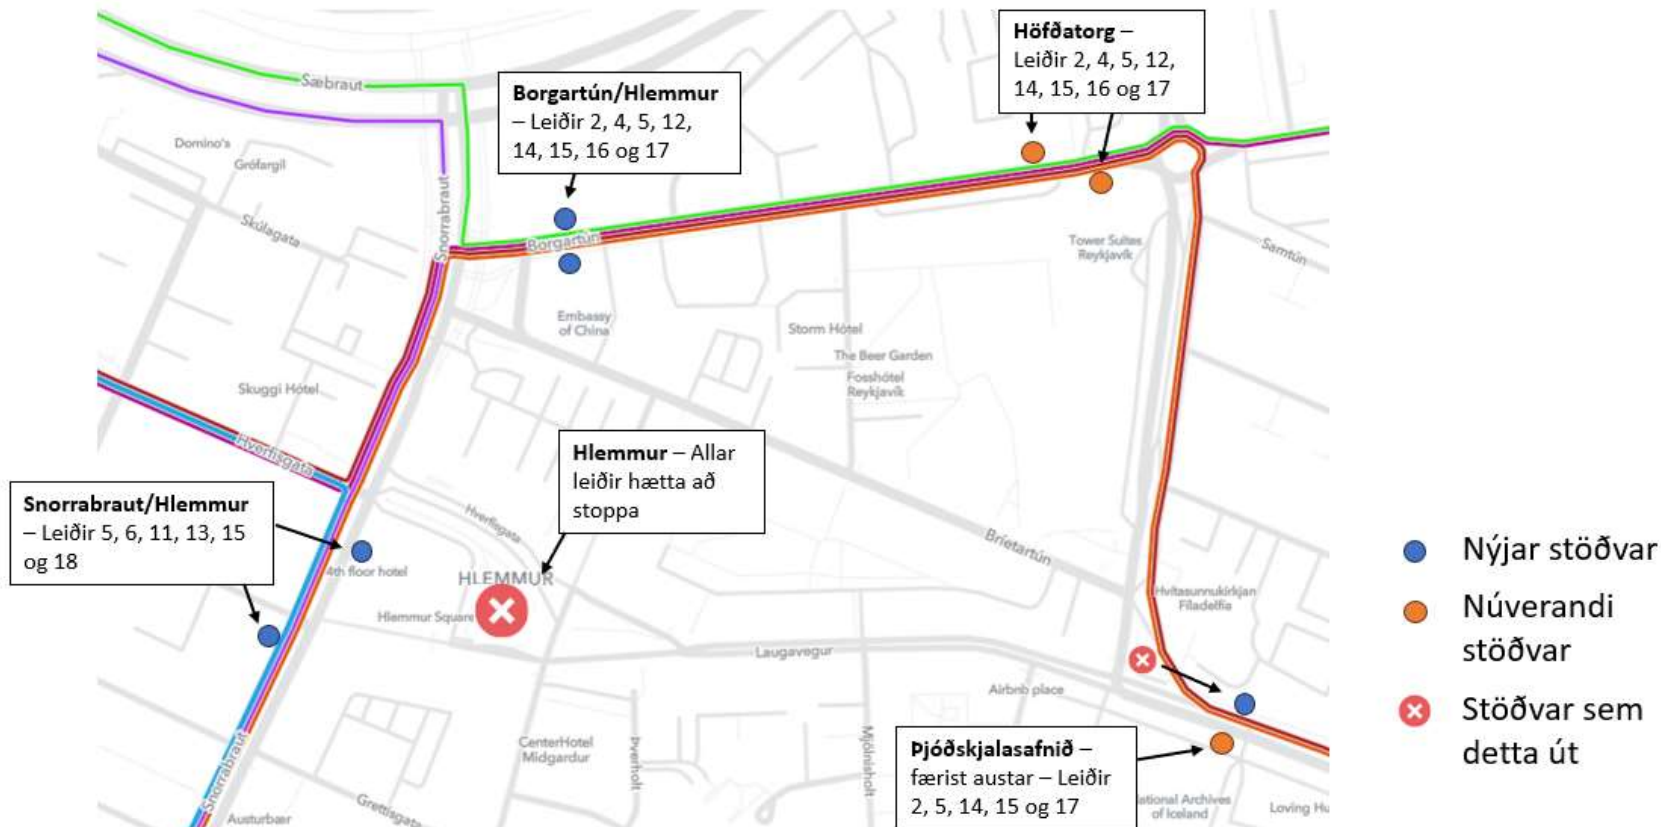 Höfðatorg –
Leiðir 2, 4, 5, 12,
14, 15, 16 og 17
Borgartún/Hlemmur
– Leiðir 2, 4, 5, 12,
14, 15, 16 og 17
Sæbraut
Domino's
Grófargil
Snorrabraut
Skúlagata
Borgartún
Tower Suites
Reykjavík
Samtún
Embassy
of China
Storm Hótel
The Beer Garden
Fosshótel
Reykjavík
Skuggi Hótel
Hverfisgata
Hlemmur – Allar
leiðir hætta að
stoppa
Snorrabraut/Hlemmur
– Leiðir 5, 6, 11, 13, 15
og 18
Hverfisgata
Bríetartún
4th floor hotel
HLEMMUR
Hlemmur Square
Hvítasunnukirkjan
Fíladelfía
Laugavegur
Airbnb place
Snorrabraut
CenterHotel
Midgardur
Þverholt
Mjölnisholt
Þjóðskjalasafnið –
færist austar – Leiðir
2, 5, 14, 15 og 17
Grettisgata
Austurbær
ational Archives
of Iceland
Loving Hu
Nýjar stöðvar
Núverandi
stöðvar
Stöðvar sem
detta út